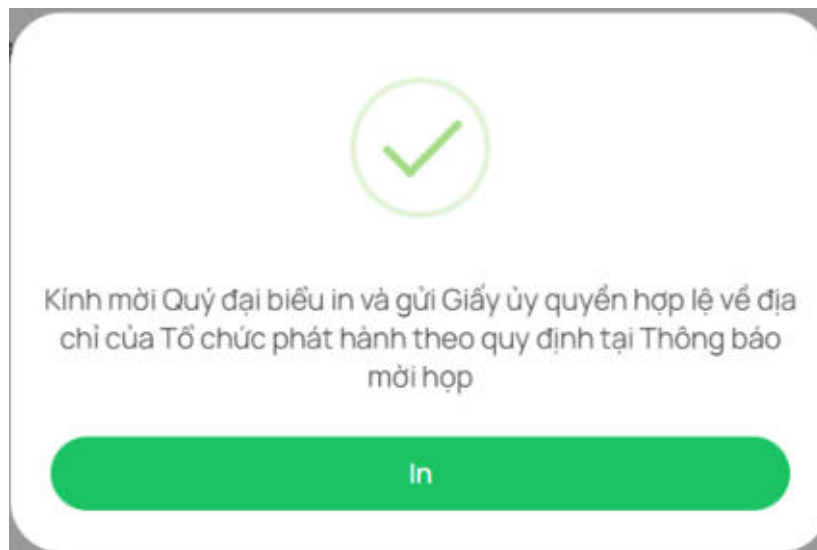 Kính mời Quý đại biểu in và gửi Giấy ủy quyền hợp lệ về địa
chỉ của Tổ chức phát hành theo quy định tại Thông báo
mời họp
In